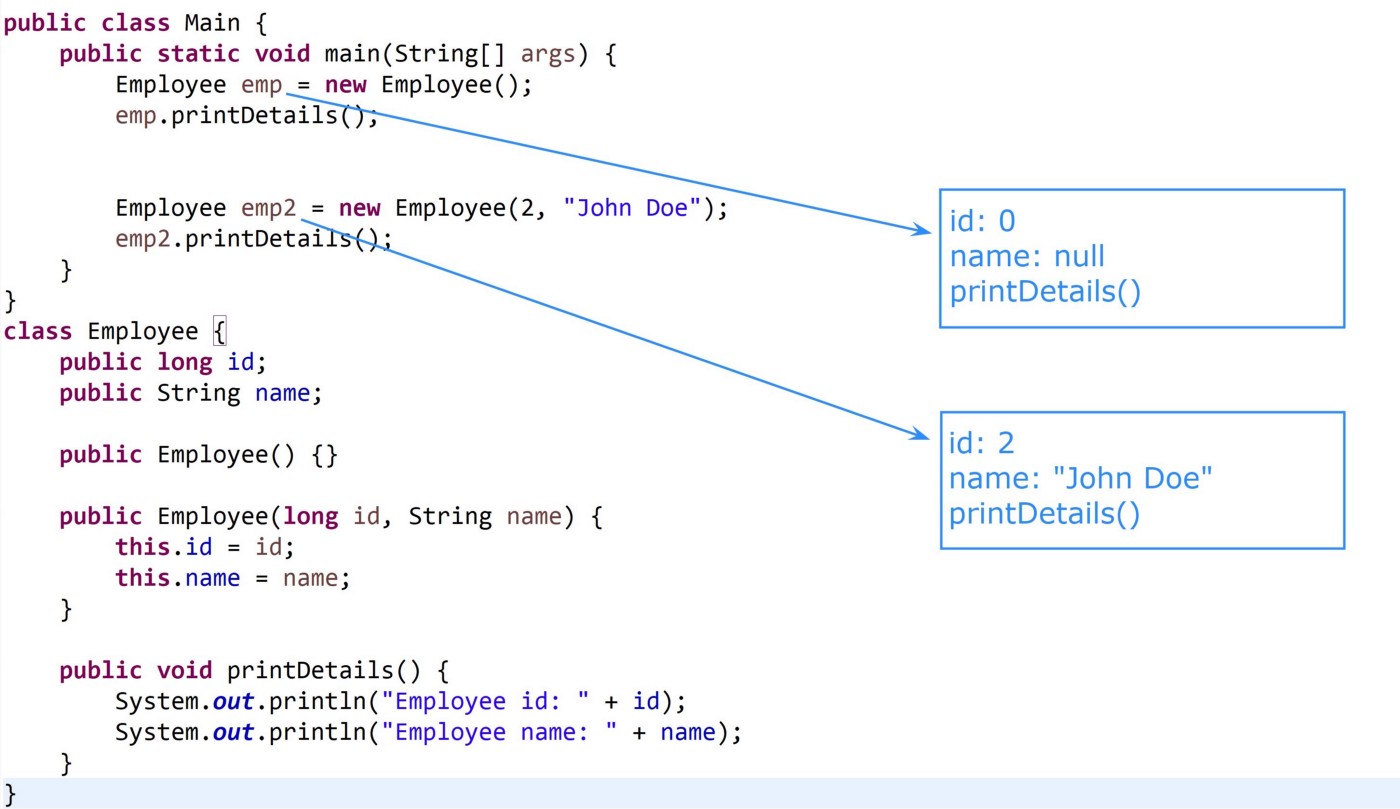 public class Main {
    public static void main(String[] args) {
        Employee emp = new Employee();
        emp.printDetails();
        Employee emp2 = new Employee(2, "John Doe");
        emp2.printDetails();
    }
}
class Employee {
    public long id;
    public String name;
    public Employee() {}
    public Employee(long id, String name) {
        this.id = id;
        this.name = name;
    }
    public void printDetails() {
        System.out.println("Employee id: " + id);
        System.out.println("Employee name: " + name);
    }
}
id: 0
name: null
printDetails()
id: 2
name: "John Doe"
printDetails()